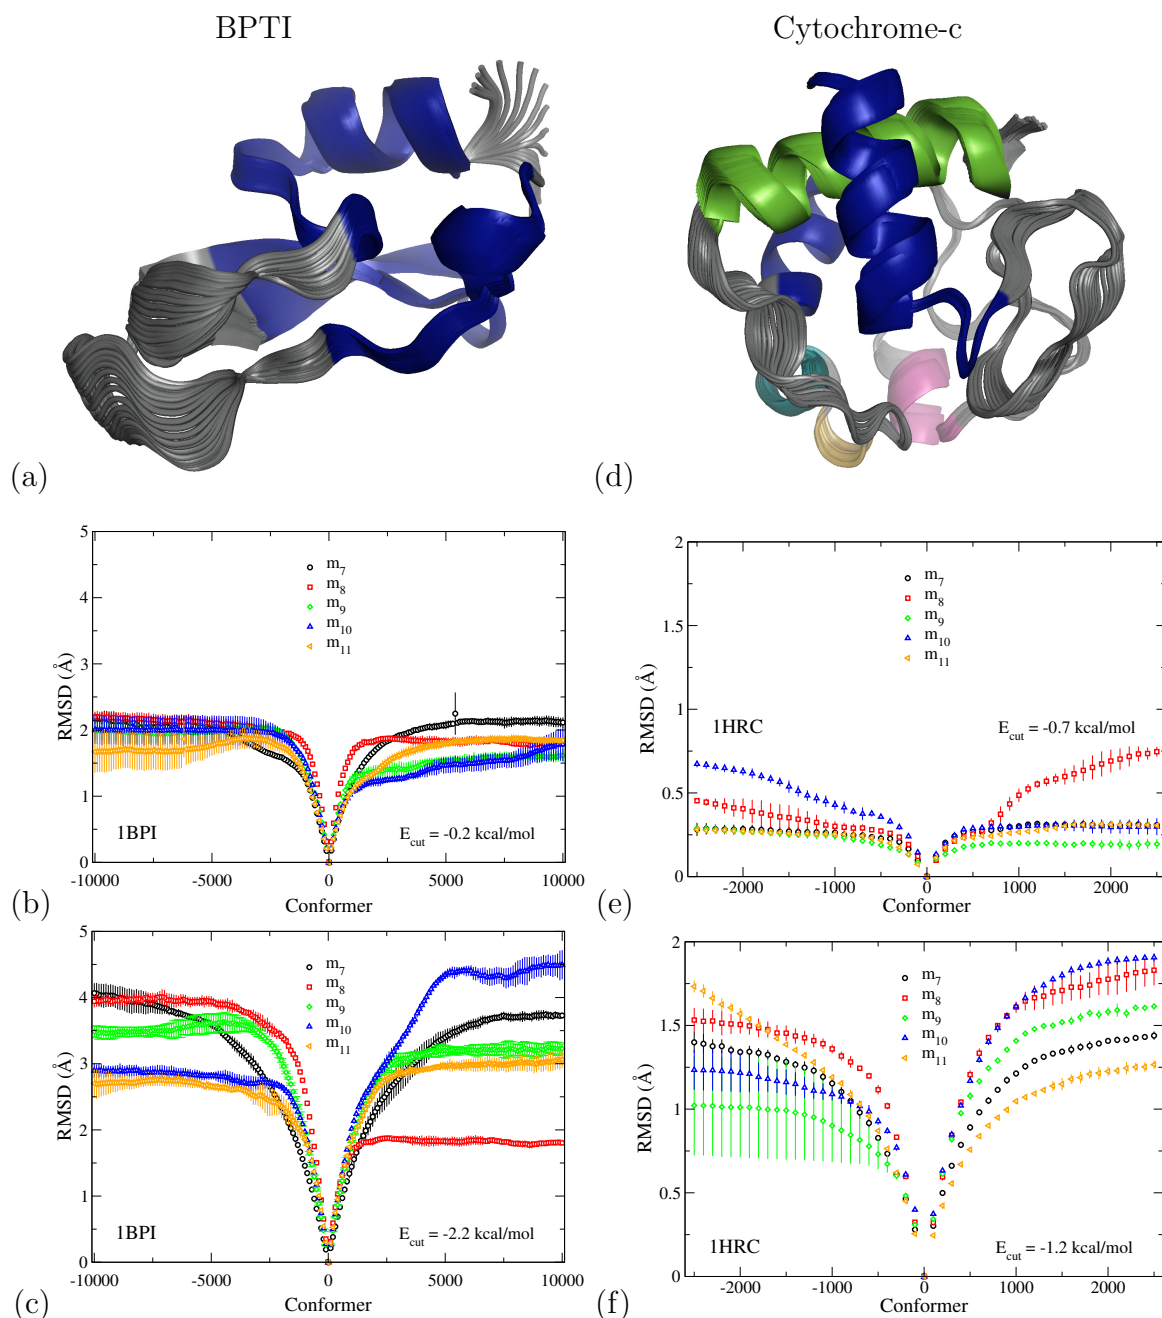 BPTI
Cytochrome-c
(a)
(d)
5
4
3
2
1
0
RMSD (Å)
m7
m8
m9
m10
m11
1BPI
E_cut = -0.2 kcal/mol
-10000 -5000 0 5000 10000
Conformer
(b)
2
1.5
1
0.5
0
RMSD (Å)
m7
m8
m9
m10
m11
1HRC
E_cut = -0.7 kcal/mol
-2000 -1000 0 1000 2000
Conformer
(e)
5
4
3
2
1
0
RMSD (Å)
m7
m8
m9
m10
m11
1BPI
E_cut = -2.2 kcal/mol
-10000 -5000 0 5000 10000
Conformer
(c)
2
1.5
1
0.5
0
RMSD (Å)
m7
m8
m9
m10
m11
1HRC
E_cut = -1.2 kcal/mol
-2000 -1000 0 1000 2000
Conformer
(f)